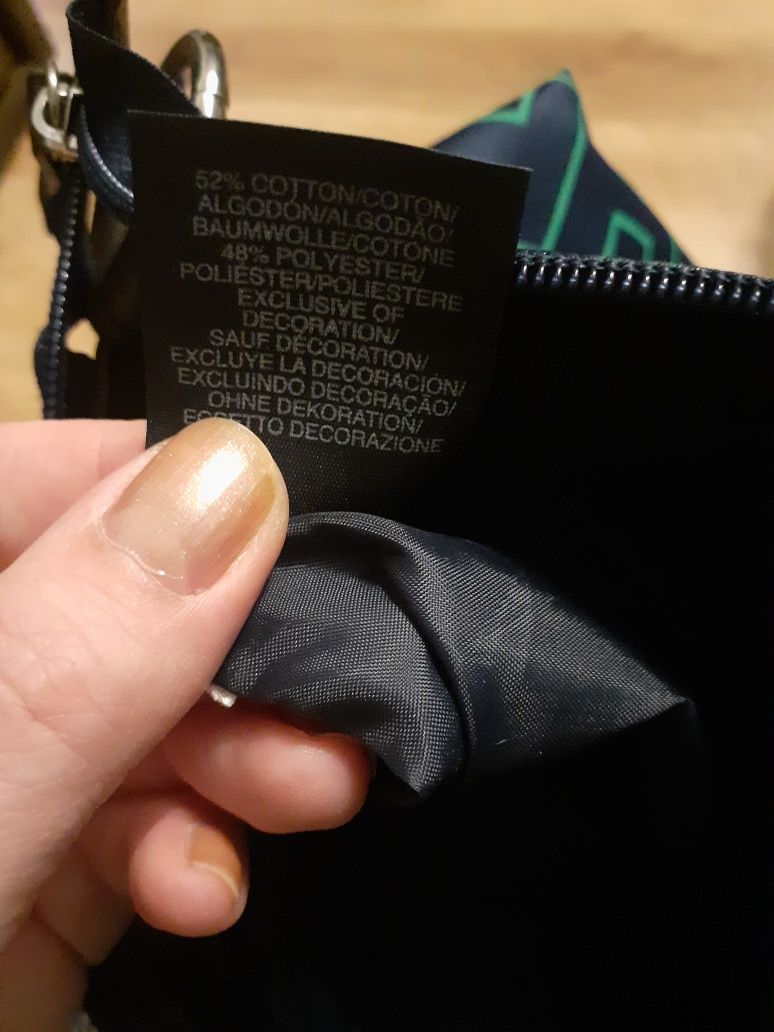 52% COTTON/COTON/
ALGODÓN/ALGODÃO/
BAUMWOLLE/COTONE
48% POLYESTER/
POLIÉSTER/POLIESTERE
EXCLUSIVE OF
DECORATION/
SAUF DÉCORATION/
EXCLUYE LA DECORACIÓN/
EXCLUINDO DECORAÇÃO/
OHNE DEKORATION/
ECCETTO DECORAZIONE